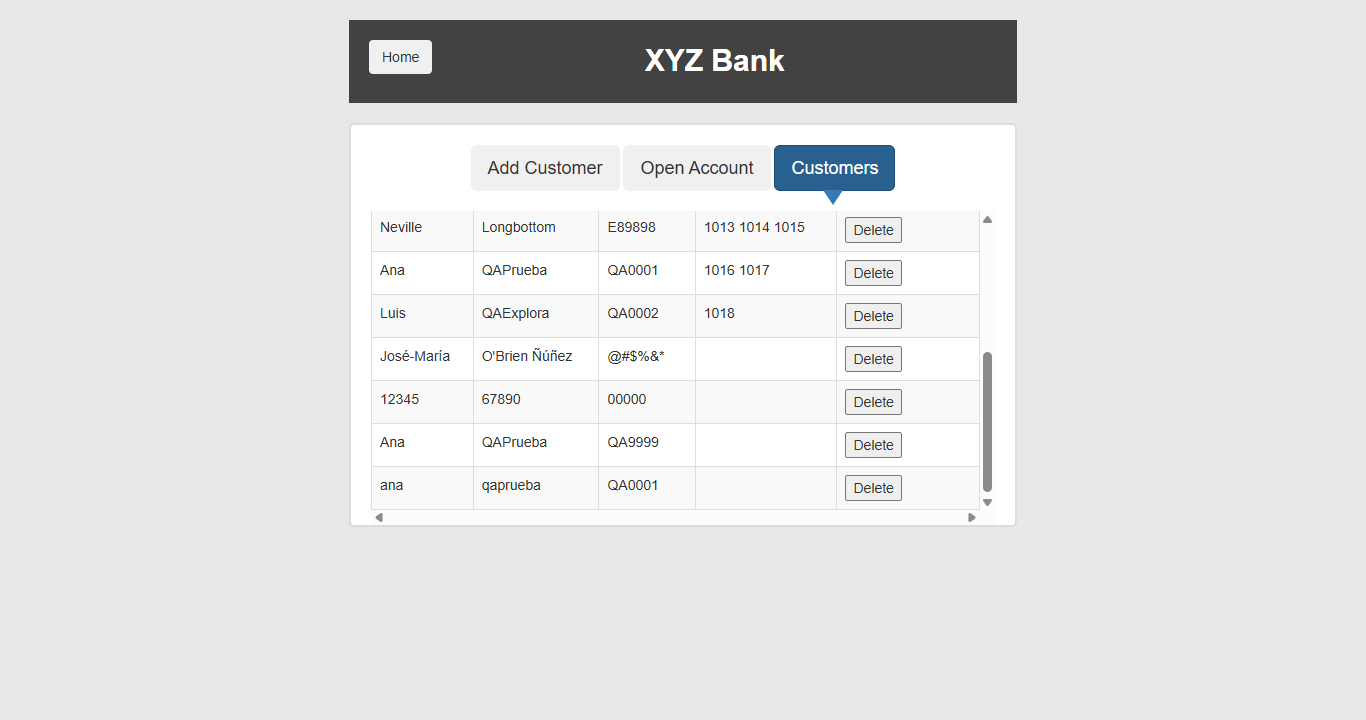 Home
XYZ Bank
Add Customer Open Account Customers
Neville Longbottom E89898 1013 1014 1015 Delete
Ana QAPrueba QA0001 1016 1017 Delete
Luis QAExplora QA0002 1018 Delete
José-María O'Brien Ñúñez @#$%&* Delete
12345 67890 00000 Delete
Ana QAPrueba QA9999 Delete
ana qaprueba QA0001 Delete